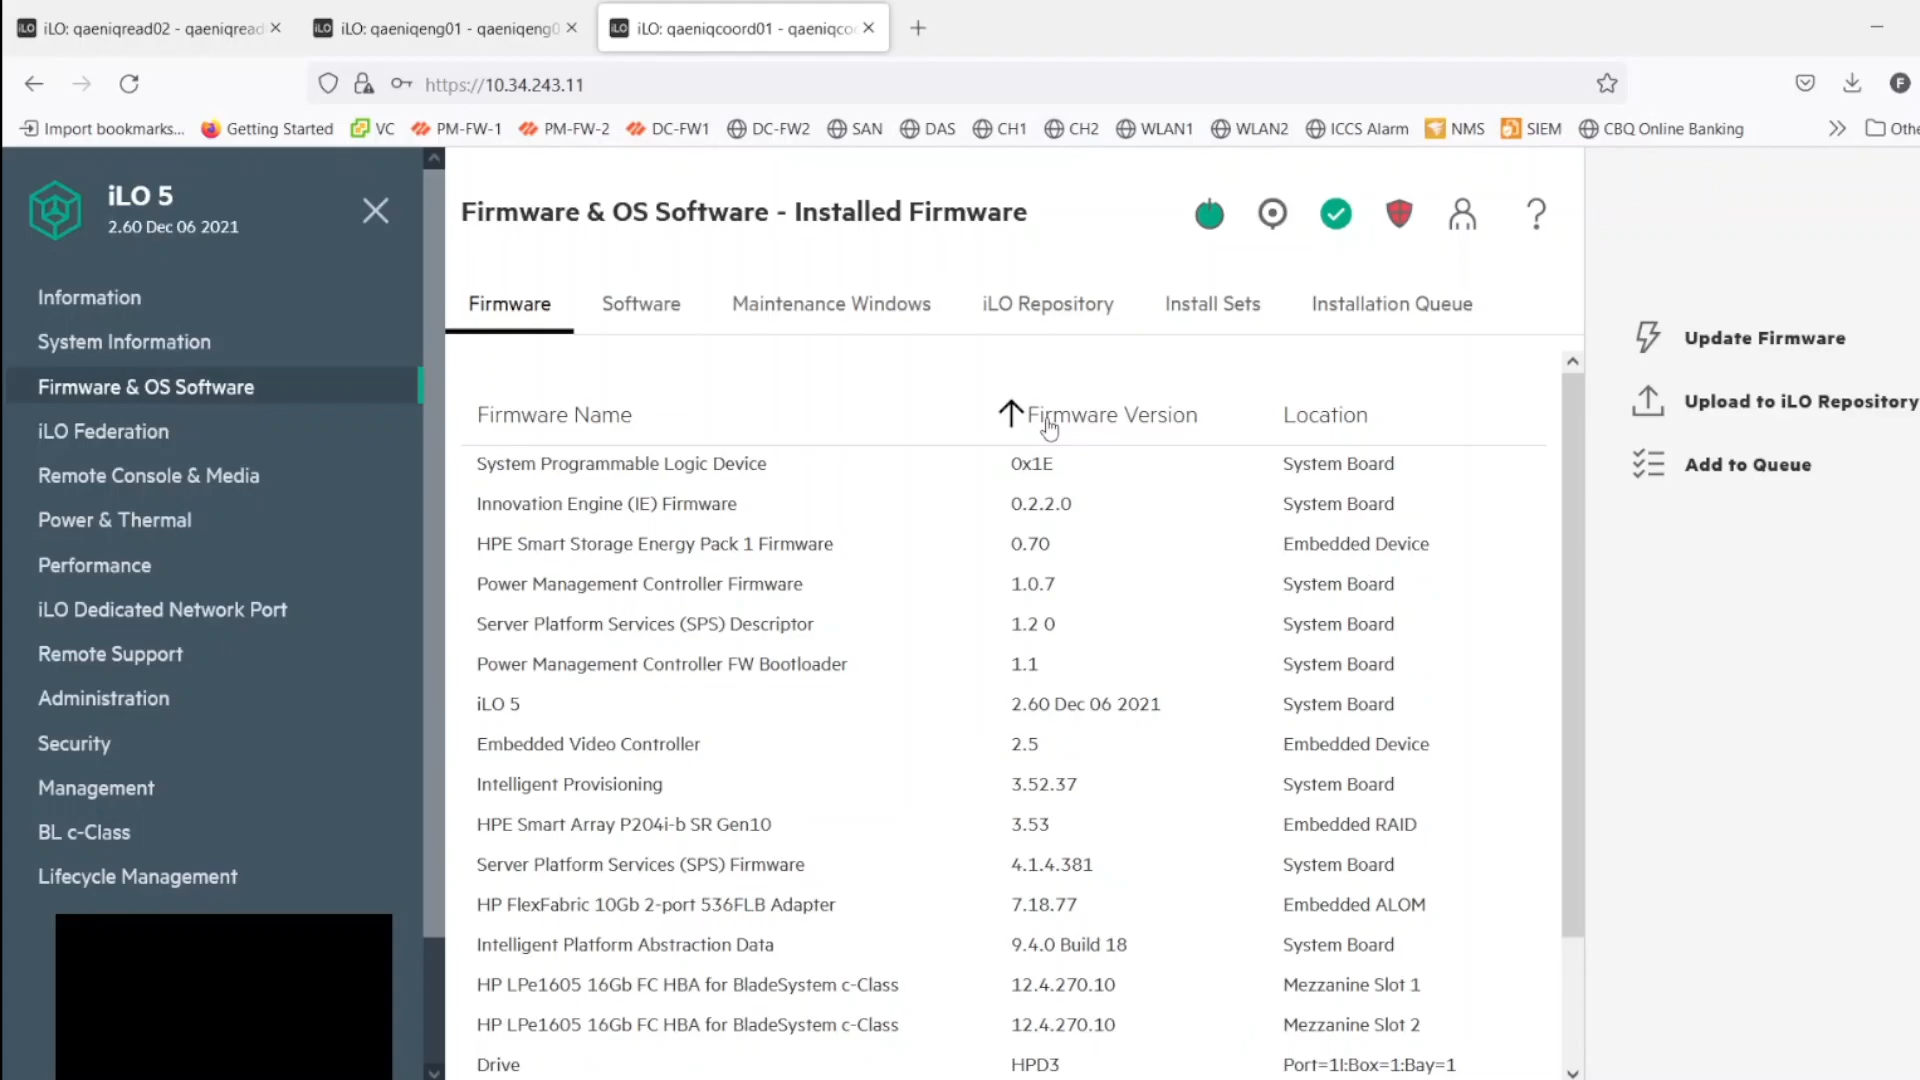 iLO: qaeniqread02 - qaeniqread
iLO: qaeniqeng01 - qaeniqeng0
iLO: qaeniqcoord01 - qaeniqcoo
https://10.34.243.11
Import bookmarks... Getting Started VC PM-FW-1 PM-FW-2 DC-FW1 DC-FW2 SAN DAS CH1 CH2 WLAN1 WLAN2 ICCS Alarm NMS SIEM CBQ Online Banking Othe
iLO 5
2.60 Dec 06 2021
Information
System Information
Firmware & OS Software
iLO Federation
Remote Console & Media
Power & Thermal
Performance
iLO Dedicated Network Port
Remote Support
Administration
Security
Management
BL c-Class
Lifecycle Management
Firmware & OS Software - Installed Firmware
Firmware Software Maintenance Windows iLO Repository Install Sets Installation Queue
Firmware Name Firmware Version Location
System Programmable Logic Device 0x1E System Board
Innovation Engine (IE) Firmware 0.2.2.0 System Board
HPE Smart Storage Energy Pack 1 Firmware 0.70 Embedded Device
Power Management Controller Firmware 1.0.7 System Board
Server Platform Services (SPS) Descriptor 1.2 0 System Board
Power Management Controller FW Bootloader 1.1 System Board
iLO 5 2.60 Dec 06 2021 System Board
Embedded Video Controller 2.5 Embedded Device
Intelligent Provisioning 3.52.37 System Board
HPE Smart Array P204i-b SR Gen10 3.53 Embedded RAID
Server Platform Services (SPS) Firmware 4.1.4.381 System Board
HP FlexFabric 10Gb 2-port 536FLB Adapter 7.18.77 Embedded ALOM
Intelligent Platform Abstraction Data 9.4.0 Build 18 System Board
HP LPe1605 16Gb FC HBA for BladeSystem c-Class 12.4.270.10 Mezzanine Slot 1
HP LPe1605 16Gb FC HBA for BladeSystem c-Class 12.4.270.10 Mezzanine Slot 2
Drive HPD3 Port=1I:Box=1:Bay=1
Update Firmware
Upload to iLO Repository
Add to Queue